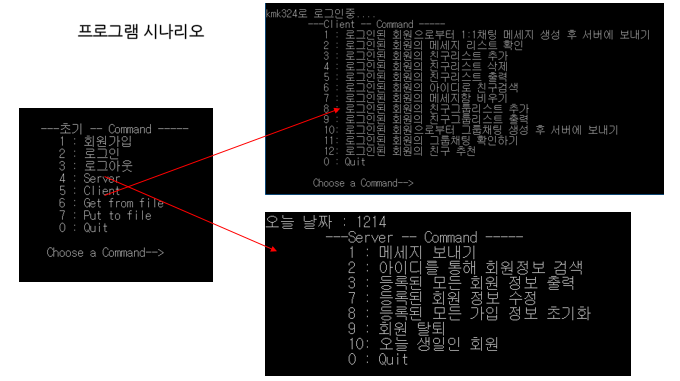 프로그램 시나리오
---초기 -- Command -----
1 : 회원가입
2 : 로그인
3 : 로그아웃
4 : Server
5 : Client
6 : Get from file
7 : Put to file
0 : Quit
Choose a Command-->
kmk324로 로그인중....
---Client -- Command -----
1 : 로그인된 회원으로부터 1:1채팅 메세지 생성 후 서버에 보내기
2 : 로그인된 회원의 메세지 리스트 확인
3 : 로그인된 회원의 친구리스트 추가
4 : 로그인된 회원의 친구리스트 삭제
5 : 로그인된 회원의 친구리스트 출력
6 : 로그인된 회원의 아이디로 친구검색
7 : 로그인된 회원의 메세지함 비우기
8 : 로그인된 회원의 친구그룹리스트 추가
9 : 로그인된 회원의 친구그룹리스트 출력
10: 로그인된 회원으로부터 그룹채팅 생성 후 서버에 보내기
11: 로그인된 회원의 그룹채팅 확인하기
12: 로그인된 회원의 친구 추천
0 : Quit
Choose a Command-->
오늘 날짜 : 1214
---Server -- Command -----
1 : 메세지 보내기
2 : 아이디를 통해 회원정보 검색
3 : 등록된 모든 회원 정보 출력
7 : 등록된 회원 정보 수정
8 : 등록된 모든 가입 정보 초기화
9 : 회원 탈퇴
10: 오늘 생일인 회원
0 : Quit